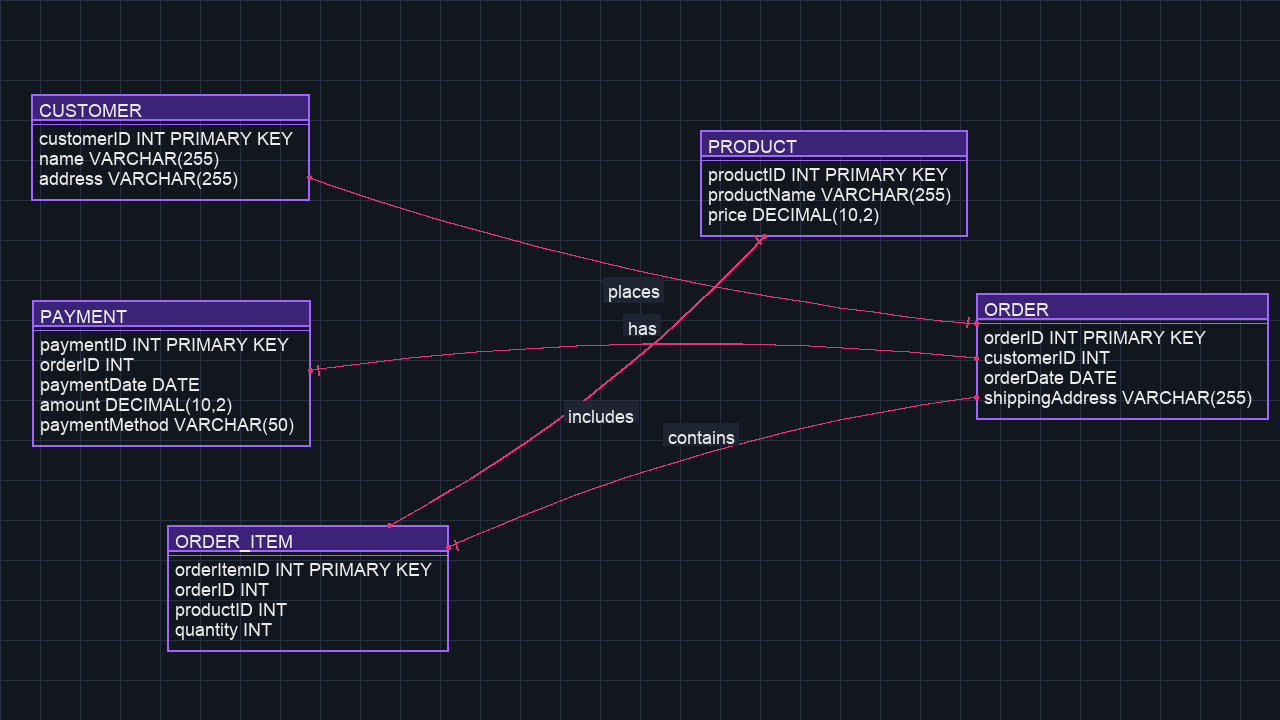 CUSTOMER
customerID INT PRIMARY KEY
name VARCHAR(255)
address VARCHAR(255)
PRODUCT
productID INT PRIMARY KEY
productName VARCHAR(255)
price DECIMAL(10,2)
places
has
PAYMENT
paymentID INT PRIMARY KEY
orderID INT
paymentDate DATE
amount DECIMAL(10,2)
paymentMethod VARCHAR(50)
ORDER
orderID INT PRIMARY KEY
customerID INT
orderDate DATE
shippingAddress VARCHAR(255)
includes
contains
ORDER_ITEM
orderItemID INT PRIMARY KEY
orderID INT
productID INT
quantity INT